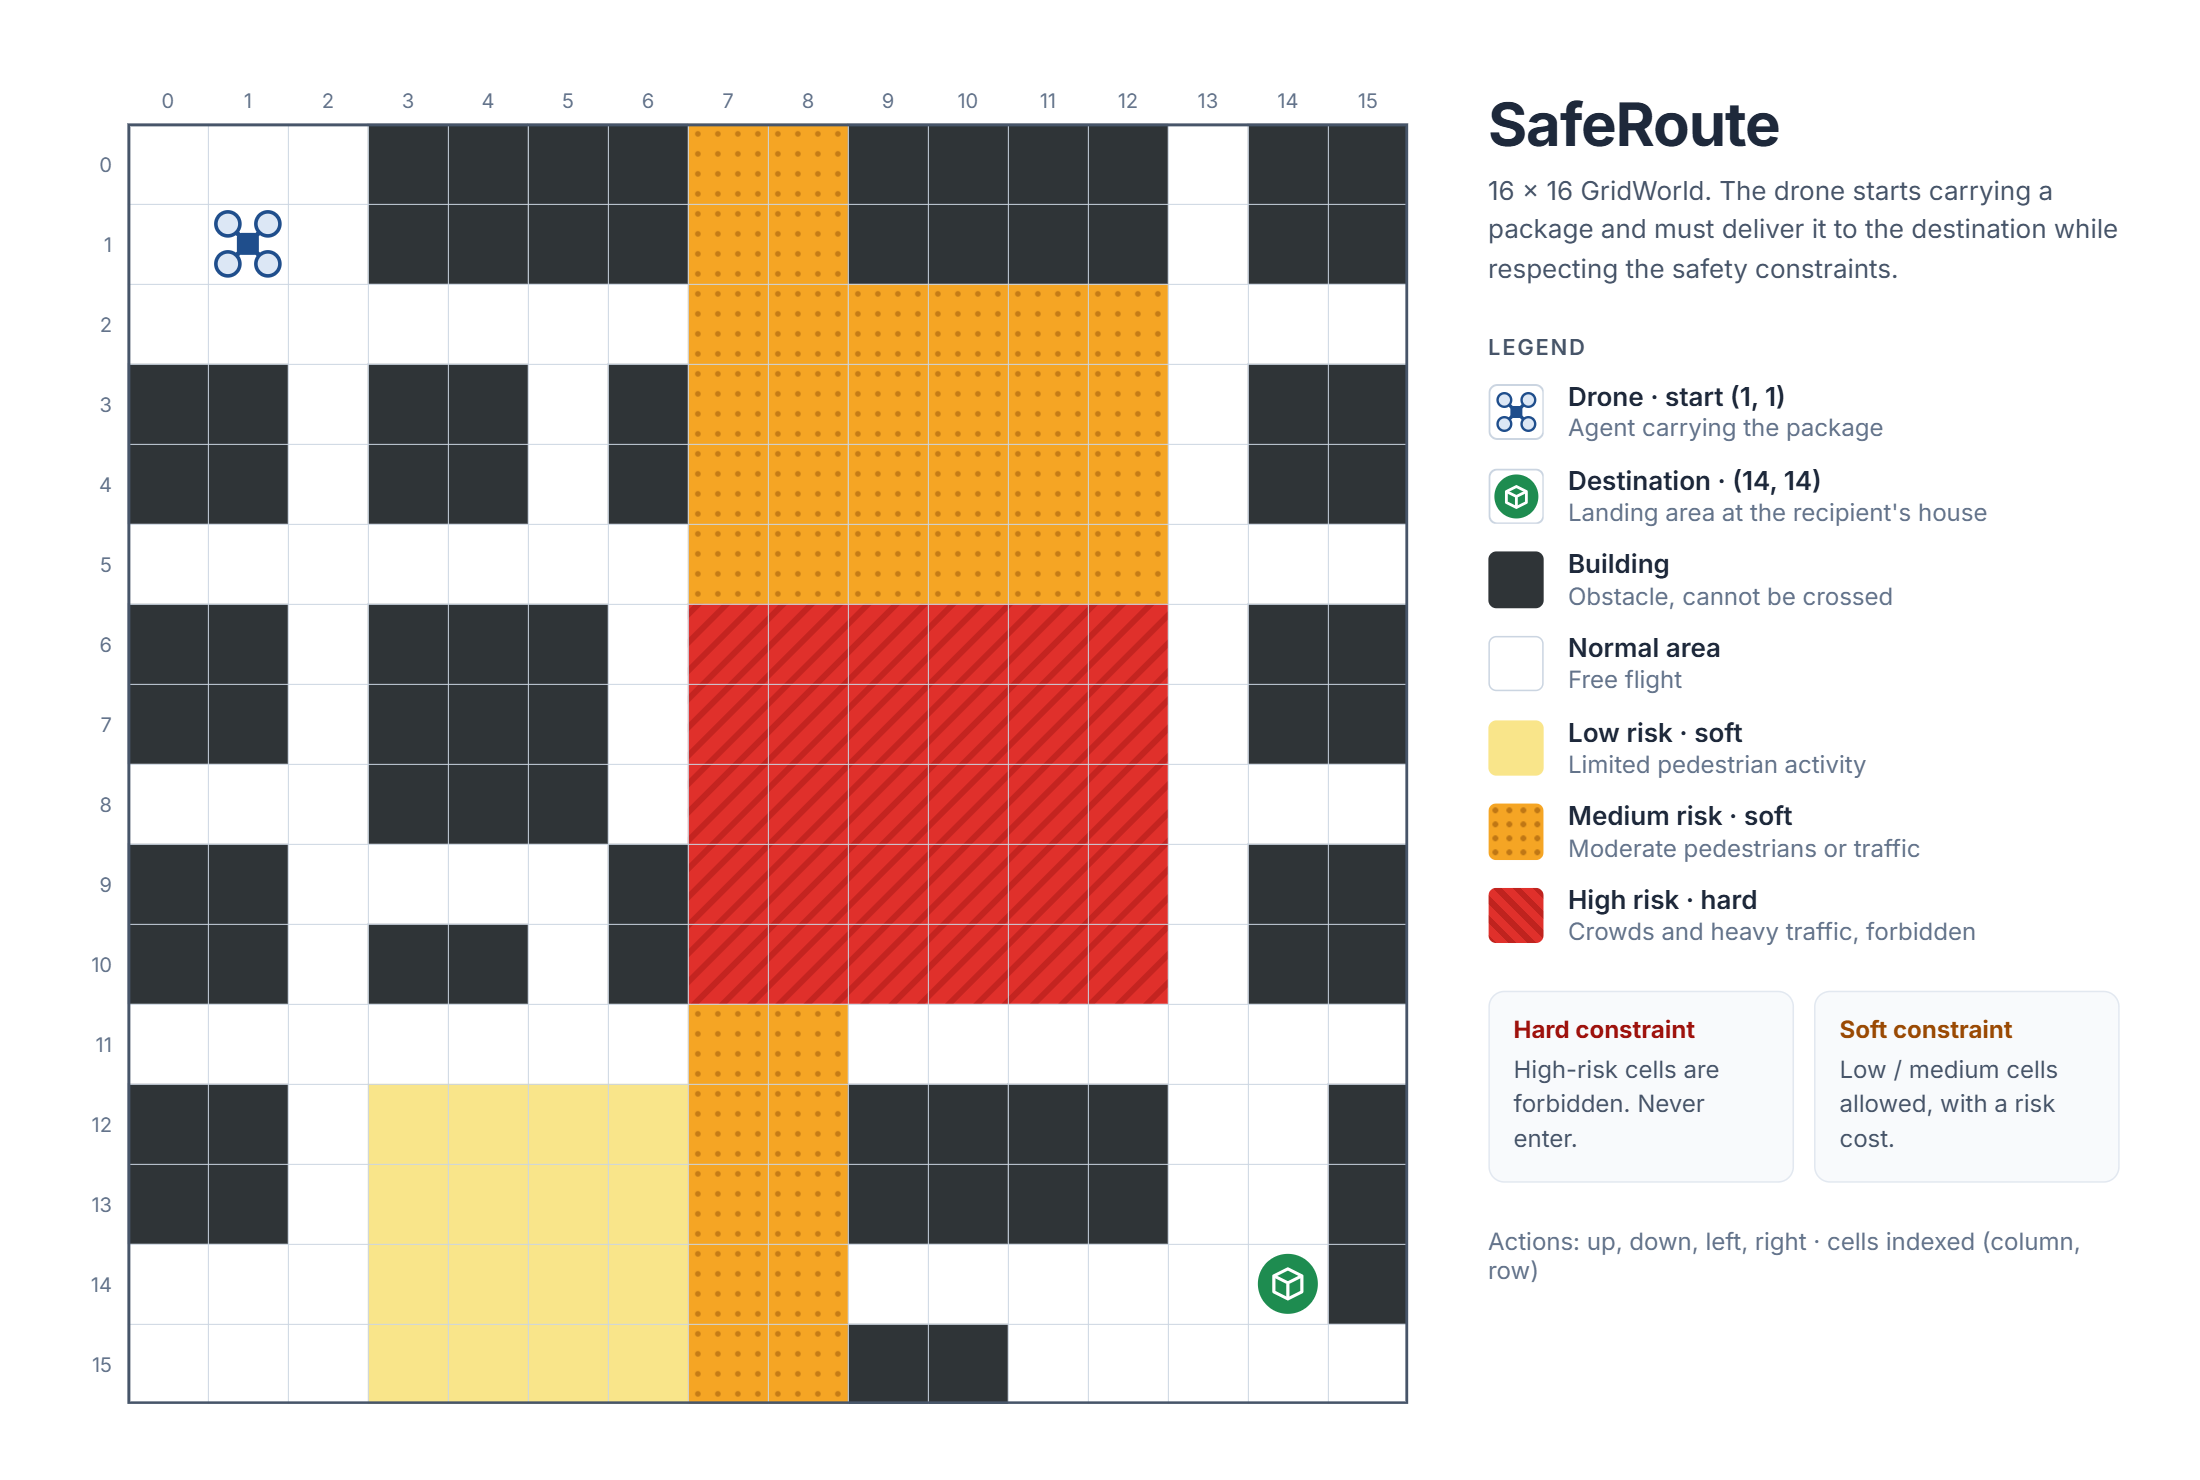 0 1 2 3 4 5 6 7 8 9 10 11 12 13 14 15
0
1
2
3
4
5
6
7
8
9
10
11
12
13
14
15
SafeRoute
16 × 16 GridWorld. The drone starts carrying a
package and must deliver it to the destination while
respecting the safety constraints.
LEGEND
Drone · start (1, 1)
Agent carrying the package
Destination · (14, 14)
Landing area at the recipient's house
Building
Obstacle, cannot be crossed
Normal area
Free flight
Low risk · soft
Limited pedestrian activity
Medium risk · soft
Moderate pedestrians or traffic
High risk · hard
Crowds and heavy traffic, forbidden
Hard constraint
High-risk cells are
forbidden. Never
enter.
Soft constraint
Low / medium cells
allowed, with a risk
cost.
Actions: up, down, left, right · cells indexed (column,
row)